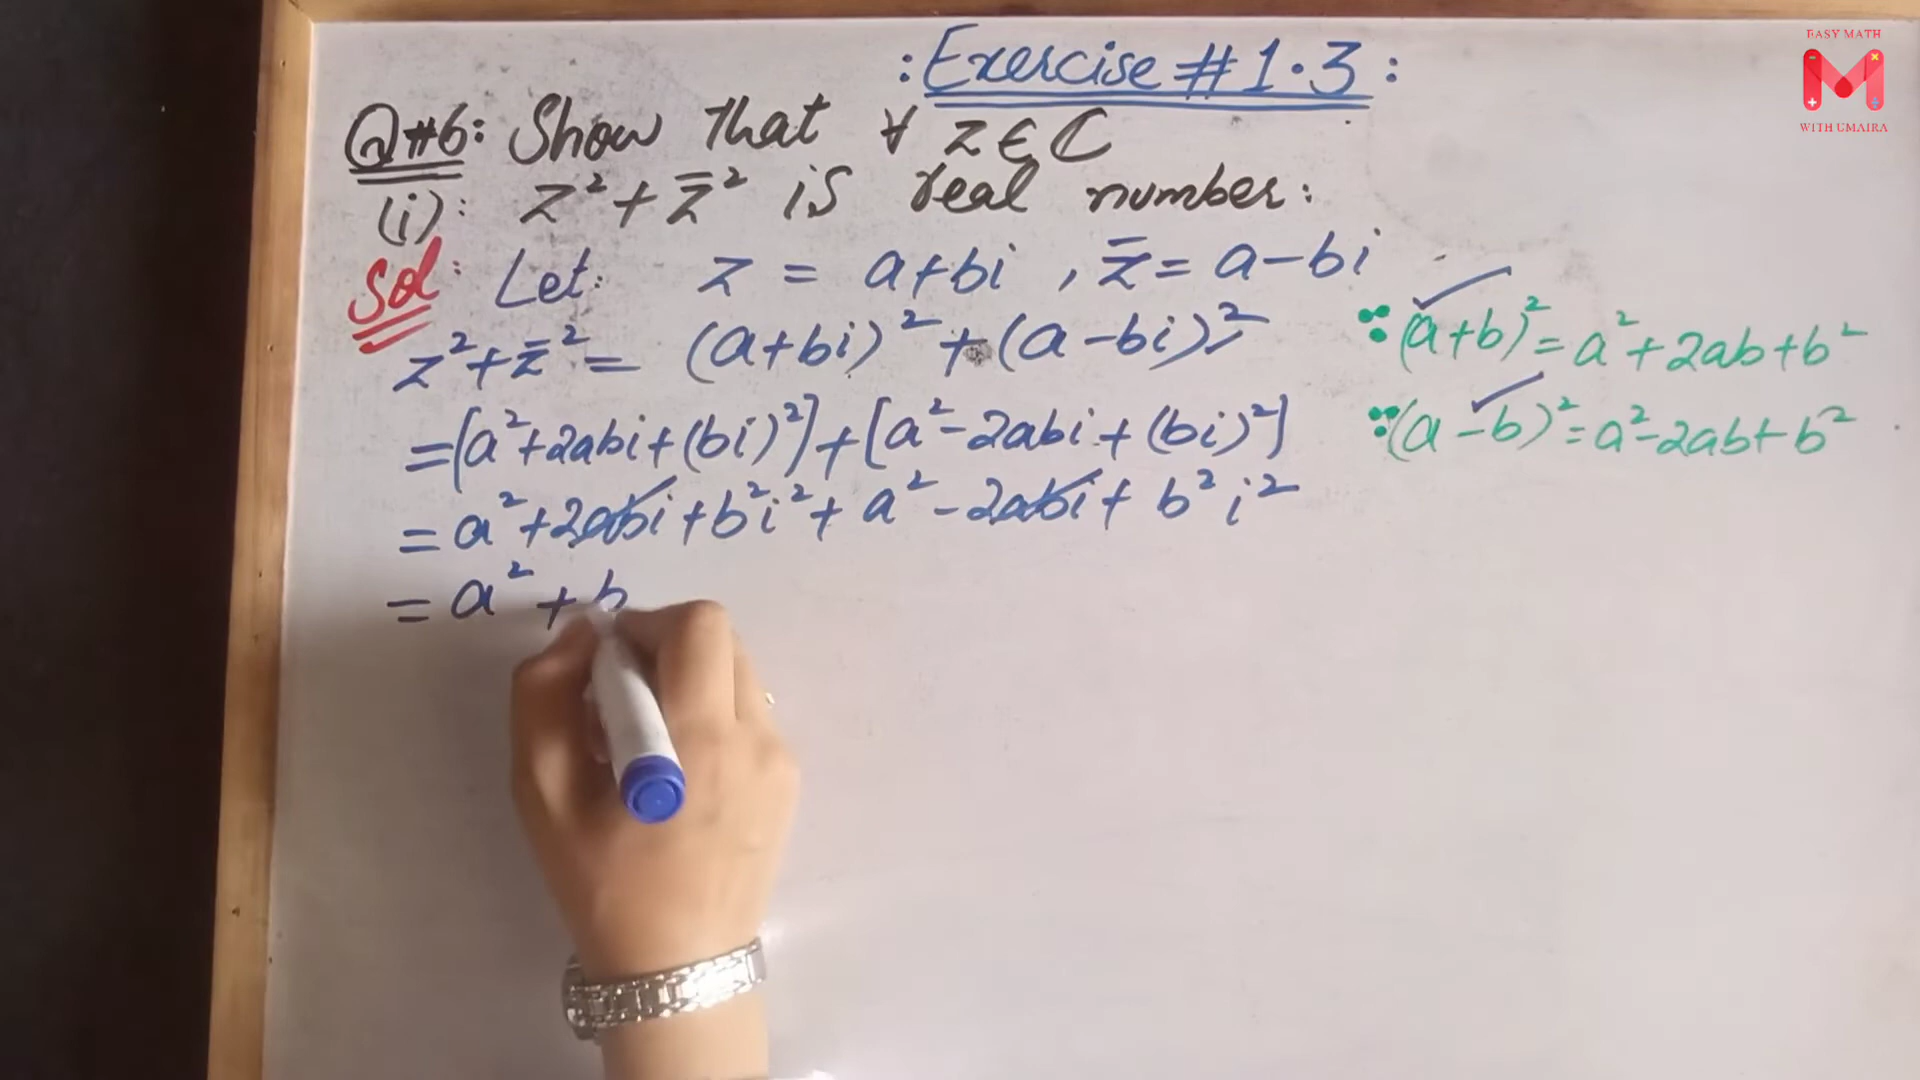 : Exercise # 1.3 :
Q#6: Show that ∀ z ∈ ℂ
(i): z² + z̄² is real number:
Sol: Let: z = a+bi , z̄ = a-bi
z² + z̄² = (a+bi)² + (a-bi)²
= [a²+2abi+(bi)²]+[a²-2abi+(bi)²]
= a²+2abi+b²i²+a²-2abi+b²i²
= a² + b
∵ (a+b)² = a²+2ab+b²
∵ (a-b)² = a²-2ab+b²
EASY MATH
M
WITH UMAIRA